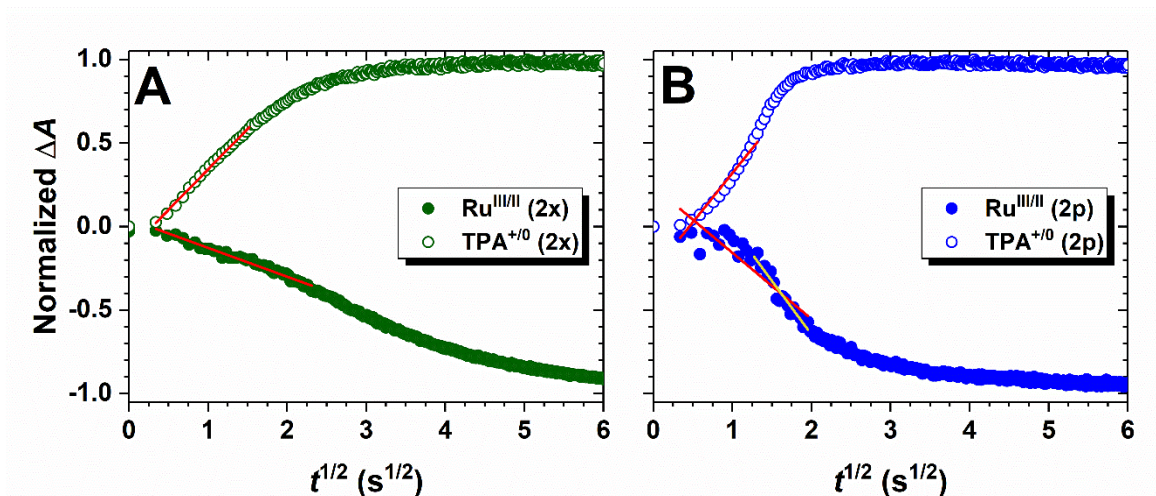 A
B
1.0
0.5
0.0
-0.5
-1.0
Normalized ΔA
Ru^III/II (2x)
TPA^+/0 (2x)
Ru^III/II (2p)
TPA^+/0 (2p)
0 1 2 3 4 5 6
0 1 2 3 4 5 6
t^1/2 (s^1/2)
t^1/2 (s^1/2)